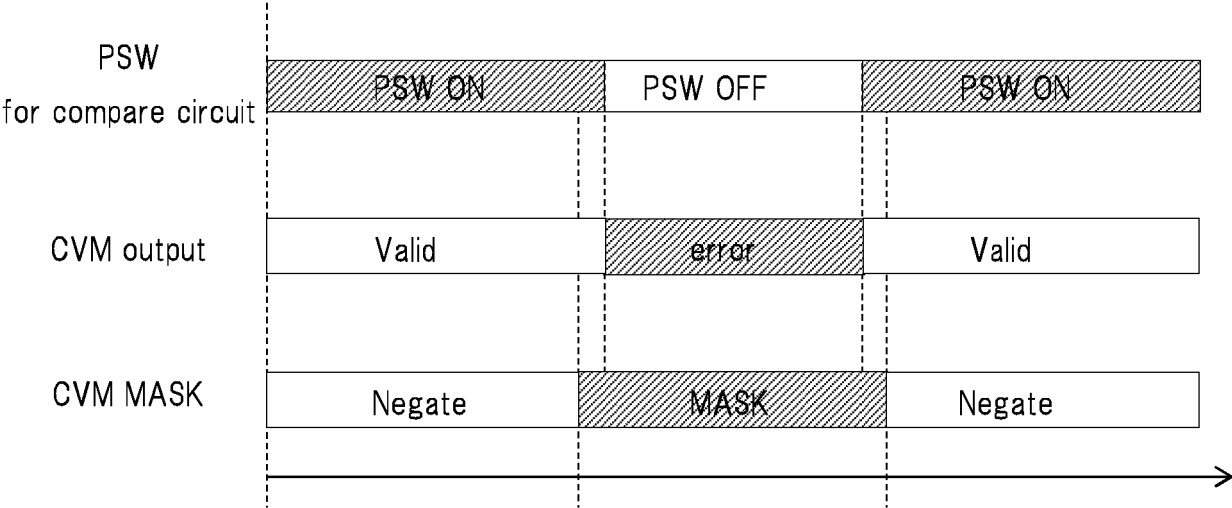 PSW
for compare circuit
PSW ON
PSW OFF
PSW ON
CVM output
Valid
error
Valid
CVM MASK
Negate
MASK
Negate